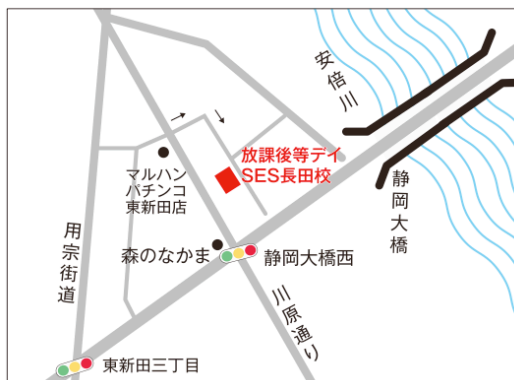 安倍川
放課後等デイ
SES長田校
マルハン
パチンコ
東新田店
静岡大橋
用宗街道
森のなかま
静岡大橋西
川原通り
東新田三丁目